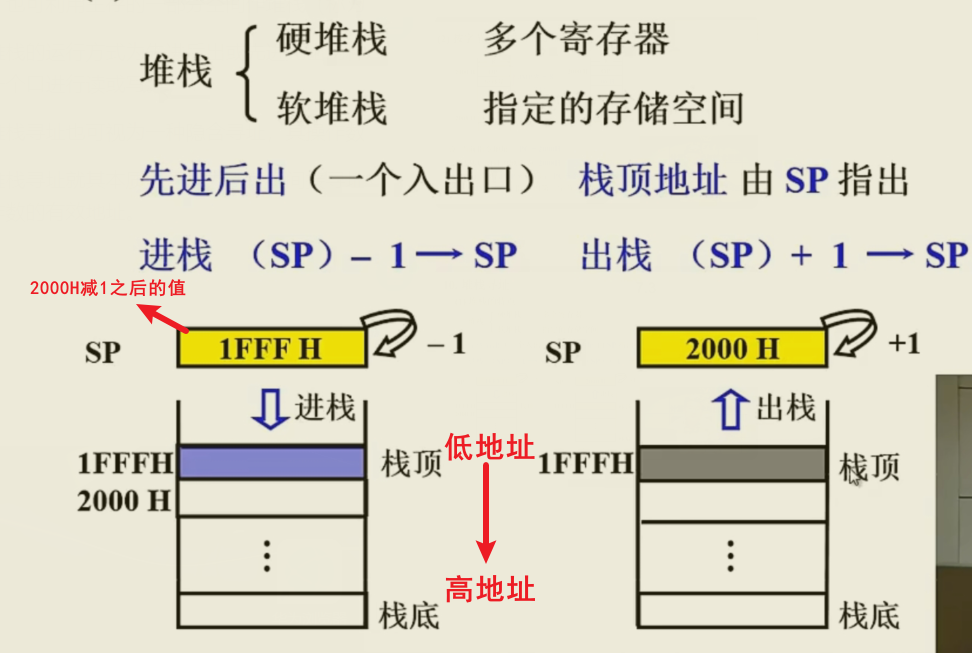 堆栈 硬堆栈 多个寄存器
软堆栈 指定的存储空间
先进后出（一个入出口） 栈顶地址 由 SP 指出
进栐 （SP）– 1 → SP 出栈 （SP）+ 1 → SP
2000H减1之后的值
SP 1FFF H – 1 SP 2000 H +1
进栈 出栈
1FFFH 栈顶 低地址 1FFFH 栈顶
2000 H
⋮ ⋮
高地址
栈底 栈底